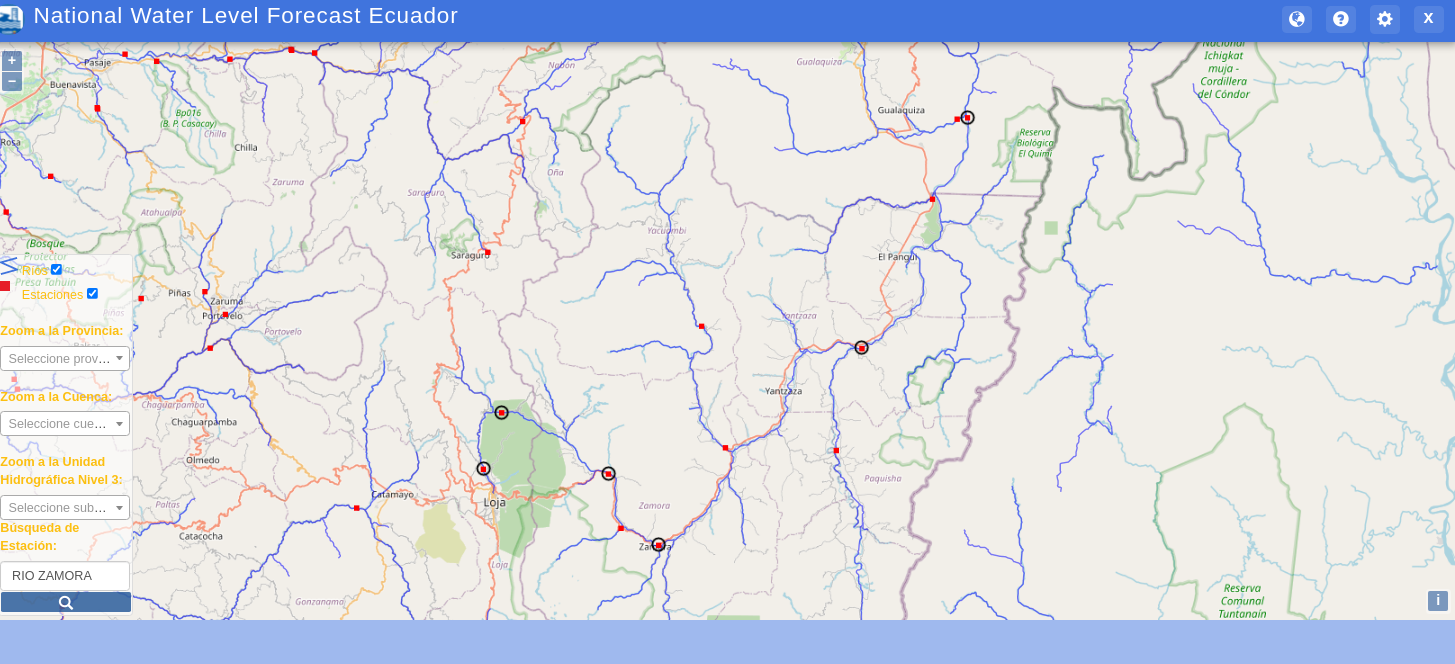 National Water Level Forecast Ecuador
x
+
−
Pasaje
Buenavista
Bp016
(B. P. Casacay)
Chilla
Chilla
Rosa
Zaruma
Atahualpa
(Bosque
Protector
Presa Tahuín
Nabón
Oña
Saraguro
Saraguro
Yacuambi
Gualaquiza
Gualaquiza
Nacional
Ichigkat
muja -
Cordillera
del Cóndor
Reserva
Biológica
El Quimi
El Pangui
Ríos
Estaciones
Piñas
Piñas
Zaruma
Portovelo
Portovelo
Yantzaza
Yantzaza
Zoom a la Provincia:
Seleccione prov...
Balsas
Zoom a la Cuenca:
Seleccione cue...
Chaguarpamba
Chaguarpamba
Zoom a la Unidad
Hidrográfica Nivel 3:
Seleccione sub...
Olmedo
Paltas
Catamayo
Catacocha
Loja
Loja
Zamora
Zamora
Paquisha
Búsqueda de
Estación:
RIO ZAMORA
Gonzanamá
Reserva
Comunal
Tuntanain
i